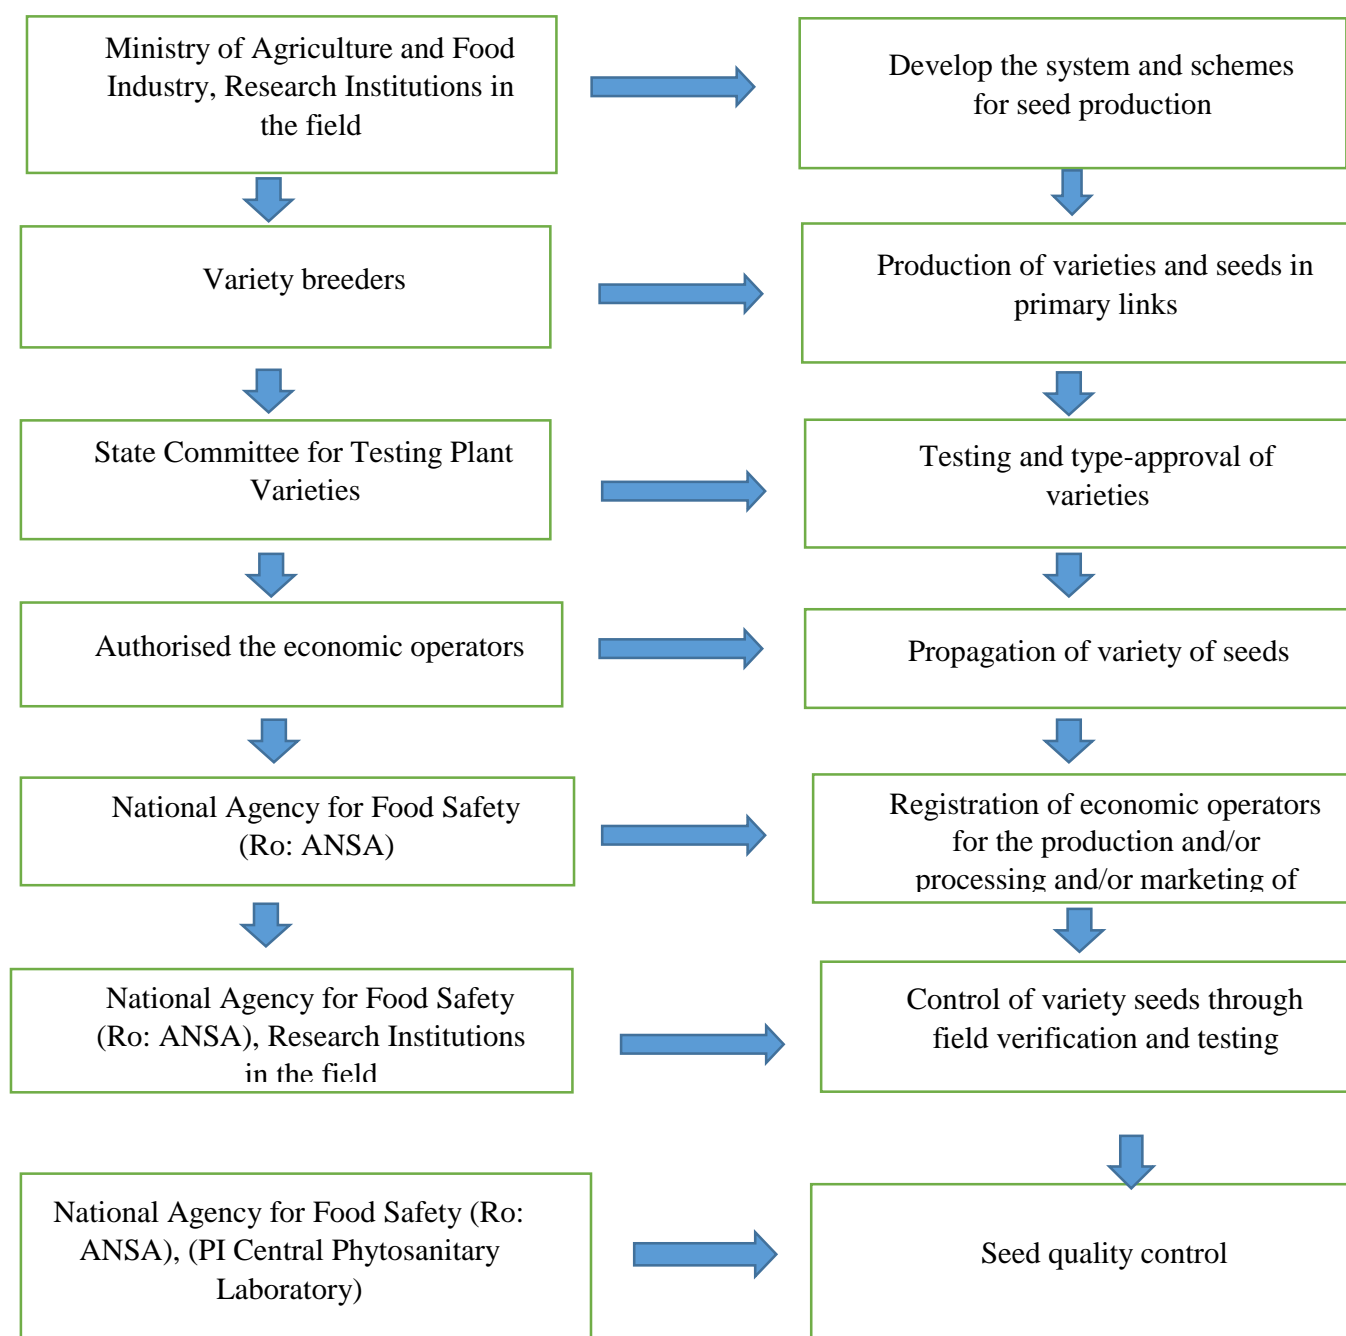 Ministry of Agriculture and Food
Industry, Research Institutions in
the field
Develop the system and schemes
for seed production
Variety breeders
Production of varieties and seeds in
primary links
State Committee for Testing Plant
Varieties
Testing and type-approval of
varieties
Authorised the economic operators
Propagation of variety of seeds
National Agency for Food Safety
(Ro: ANSA)
Registration of economic operators
for the production and/or
processing and/or marketing of
National Agency for Food Safety
(Ro: ANSA), Research Institutions
in the field
Control of variety seeds through
field verification and testing
National Agency for Food Safety (Ro:
ANSA), (PI Central Phytosanitary
Laboratory)
Seed quality control